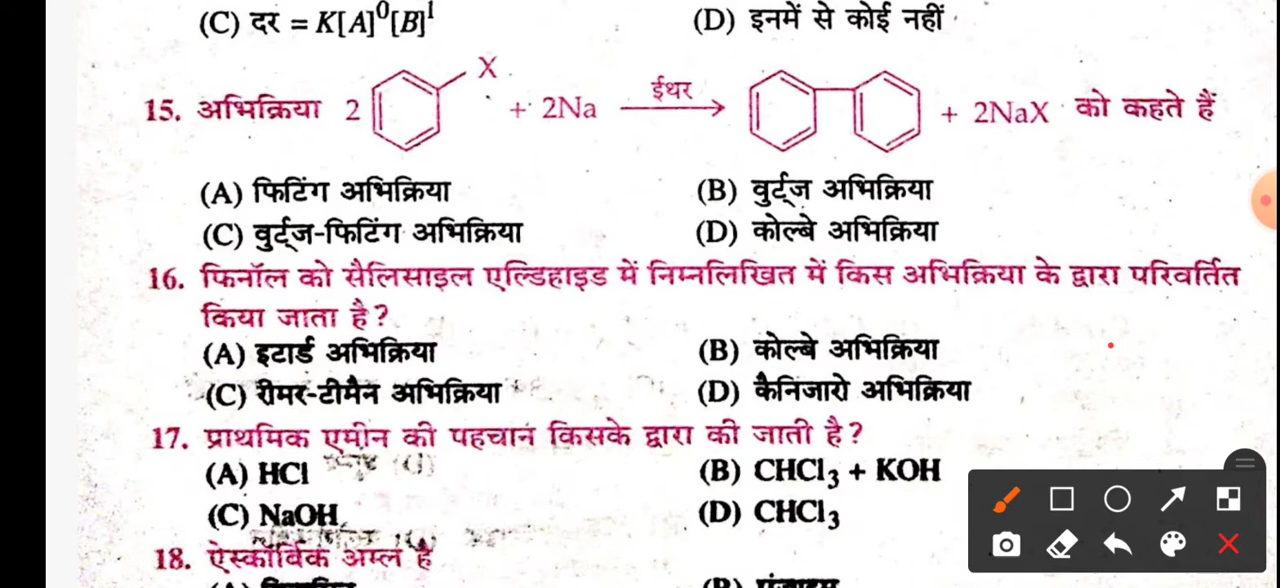 (C) दर = K[A]⁰[B]¹ (D) इनमें से कोई नहीं
15. अभिक्रिया 2 X + 2Na ईथर + 2NaX को कहते हैं
(A) फिटिंग अभिक्रिया (B) वुर्ट्ज अभिक्रिया
(C) वुर्ट्ज-फिटिंग अभिक्रिया (D) कोल्बे अभिक्रिया
16. फिनॉल को सैलिसाइल एल्डिहाइड में निम्नलिखित में किस अभिक्रिया के द्वारा परिवर्तित
किया जाता है?
(A) इटार्ड अभिक्रिया (B) कोल्बे अभिक्रिया
(C) रीमर-टीमैन अभिक्रिया (D) कैनिजारो अभिक्रिया
17. प्राथमिक एमीन की पहचान किसके द्वारा की जाती है?
(A) HCl (B) CHCl₃ + KOH
(C) NaOH (D) CHCl₃
18. ऐस्कॉर्बिक अम्ल है